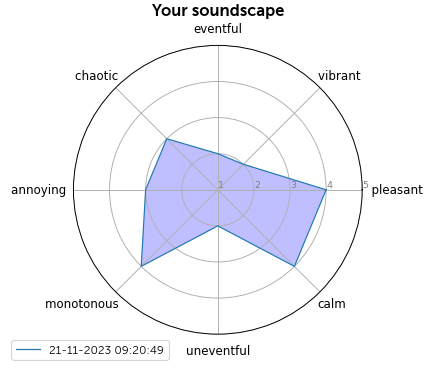 Your soundscape
eventful
chaotic
vibrant
annoying
1 2 3 4 5
pleasant
monotonous
calm
uneventful
21-11-2023 09:20:49